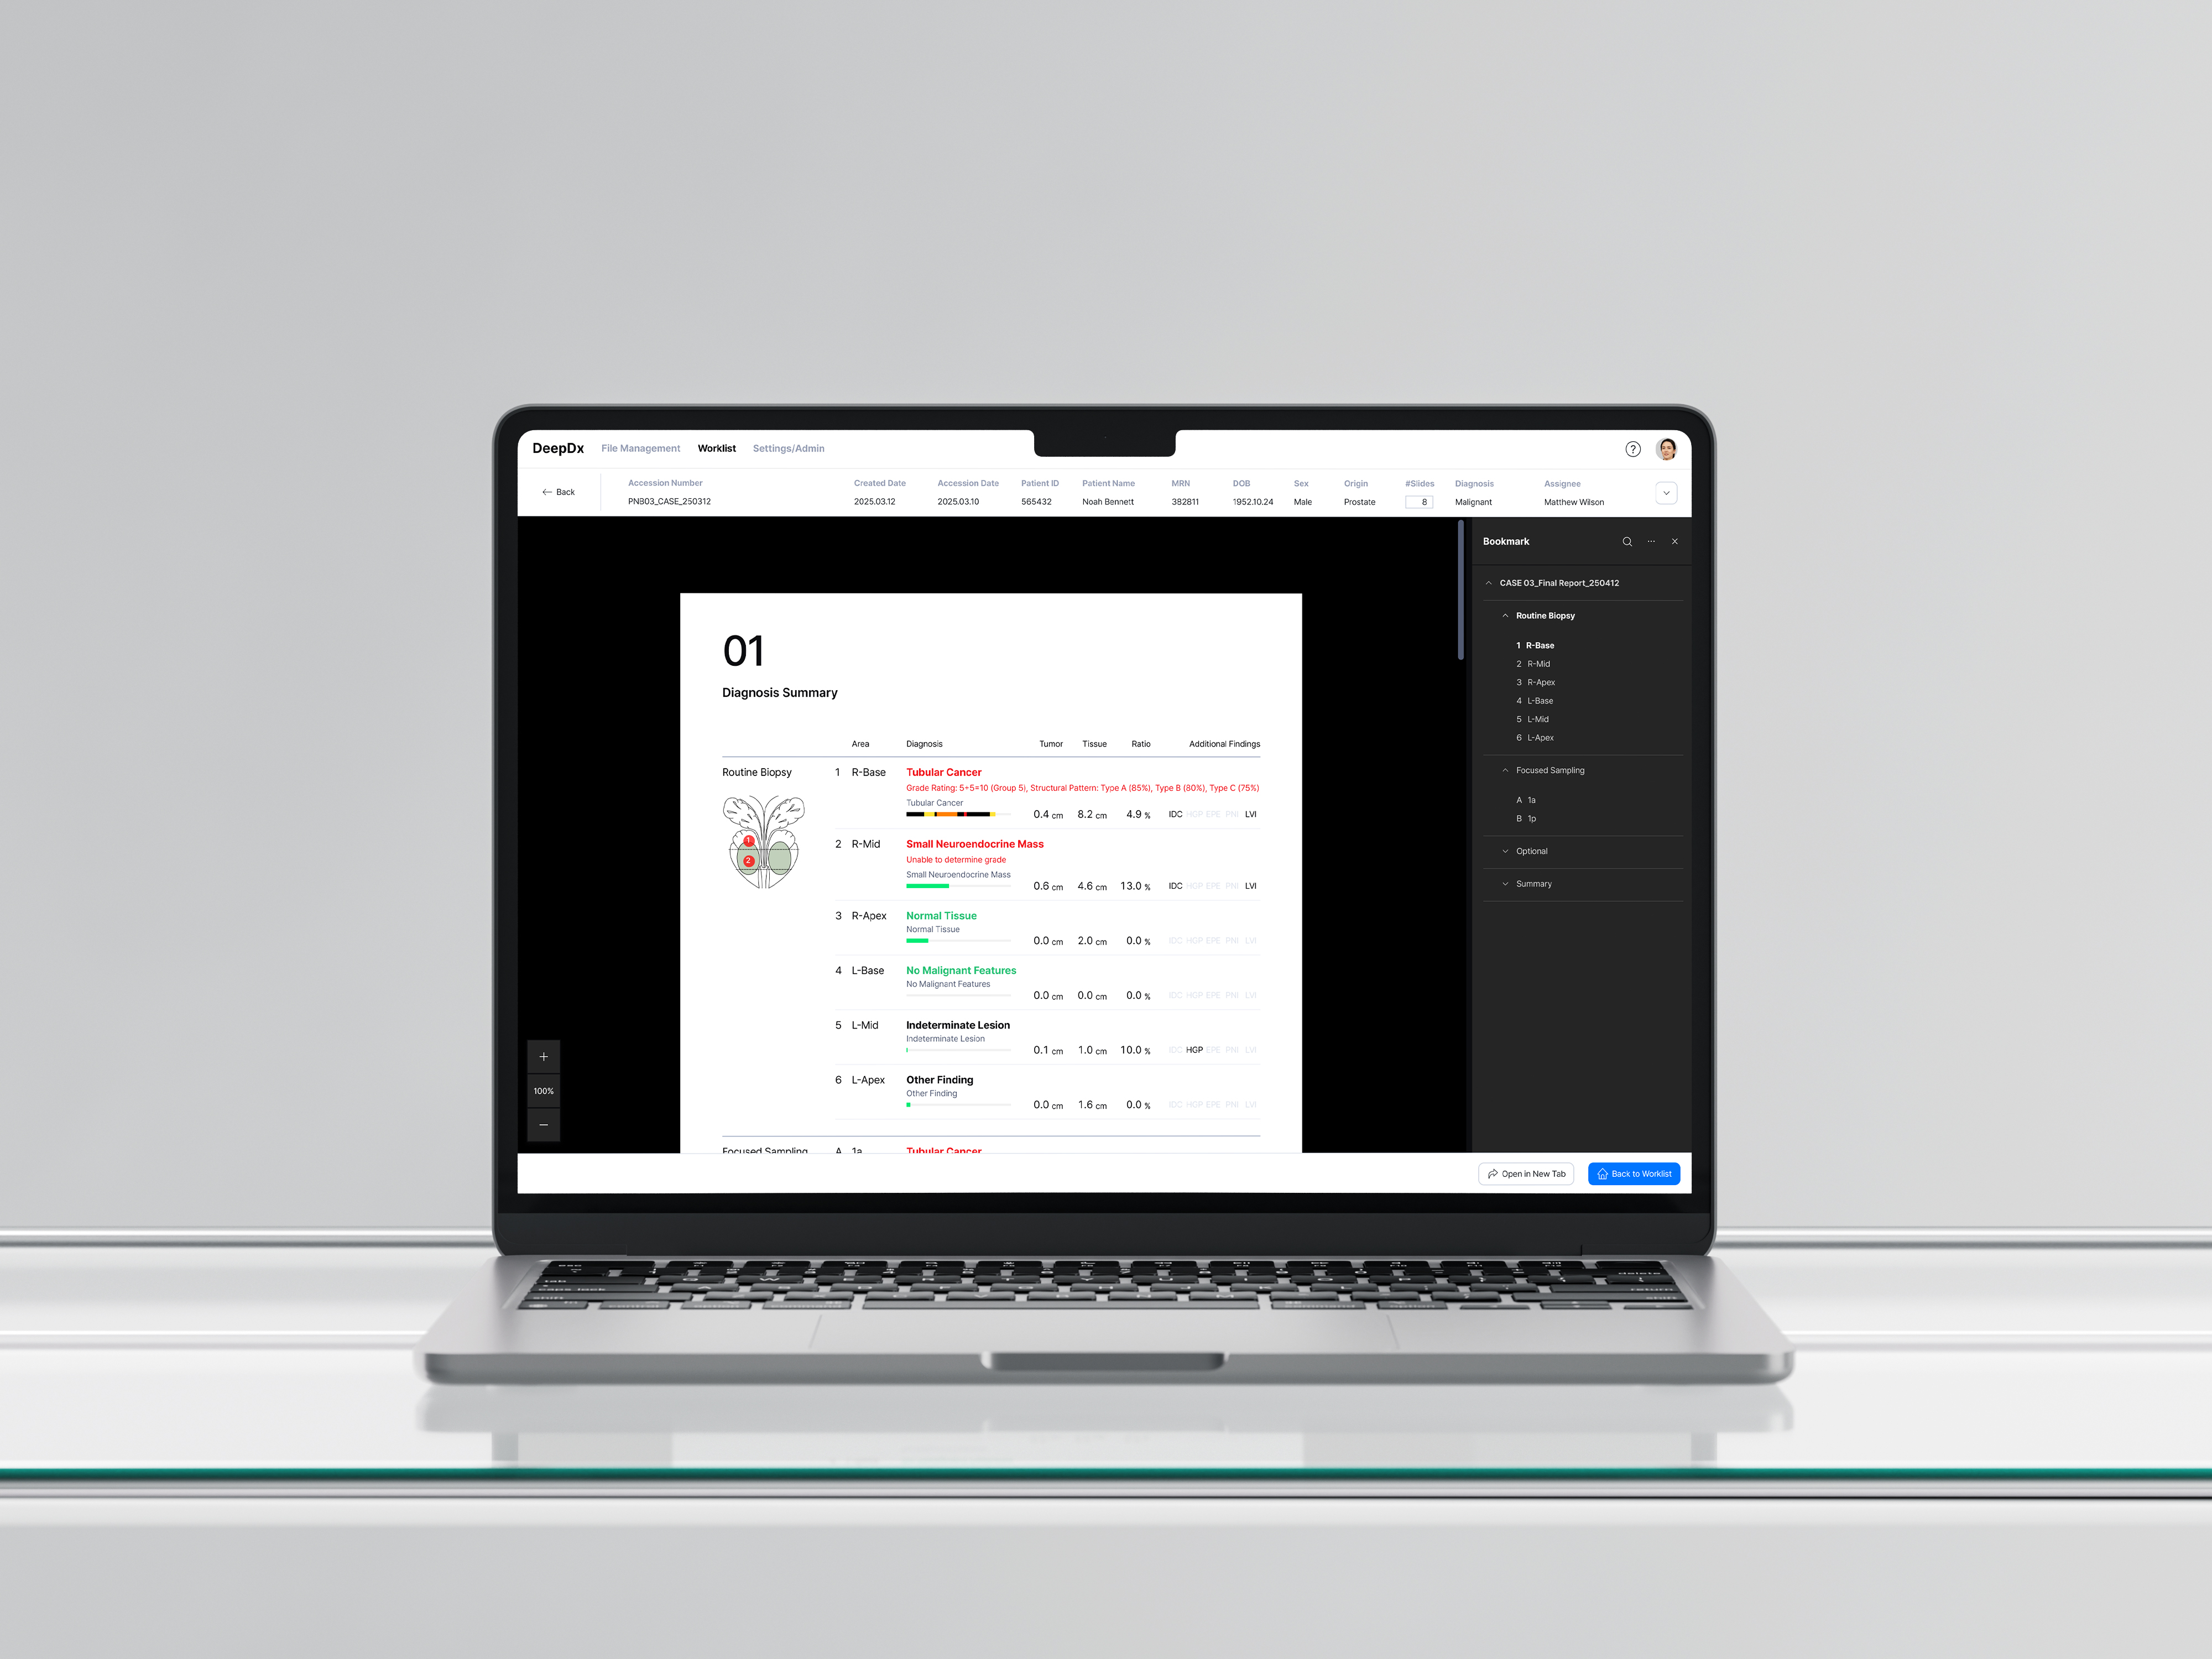 DeepDx File Management Worklist Settings/Admin ?
Back
Accession Number Created Date Accession Date Patient ID Patient Name MRN DOB Sex Origin #Slides Diagnosis Assignee
PNB03_CASE_250312 2025.03.12 2025.03.10 565432 Noah Bennett 382811 1952.10.24 Male Prostate 8 Malignant Matthew Wilson
01
Diagnosis Summary
Area Diagnosis Tumor Tissue Ratio Additional Findings
Routine Biopsy 1 R-Base Tubular Cancer
Grade Rating: 5+5=10 (Group 5), Structural Pattern: Type A (85%), Type B (80%), Type C (75%)
Tubular Cancer
0.4 cm 8.2 cm 4.9 % IDC HGP EPE PNI LVI
1
2
2 R-Mid Small Neuroendocrine Mass
Unable to determine grade
Small Neuroendocrine Mass
0.6 cm 4.6 cm 13.0 % IDC HGP EPE PNI LVI
3 R-Apex Normal Tissue
Normal Tissue
0.0 cm 2.0 cm 0.0 % IDC HGP EPE PNI LVI
4 L-Base No Malignant Features
No Malignant Features
0.0 cm 0.0 cm 0.0 % IDC HGP EPE PNI LVI
5 L-Mid Indeterminate Lesion
Indeterminate Lesion
0.1 cm 1.0 cm 10.0 % IDC HGP EPE PNI LVI
6 L-Apex Other Finding
Other Finding
0.0 cm 1.6 cm 0.0 % IDC HGP EPE PNI LVI
Focused Sampling A 1a Tubular Cancer
+
100%
−
Bookmark
CASE 03_Final Report_250412
Routine Biopsy
1 R-Base
2 R-Mid
3 R-Apex
4 L-Base
5 L-Mid
6 L-Apex
Focused Sampling
A 1a
B 1p
Optional
Summary
Open in New Tab Back to Worklist